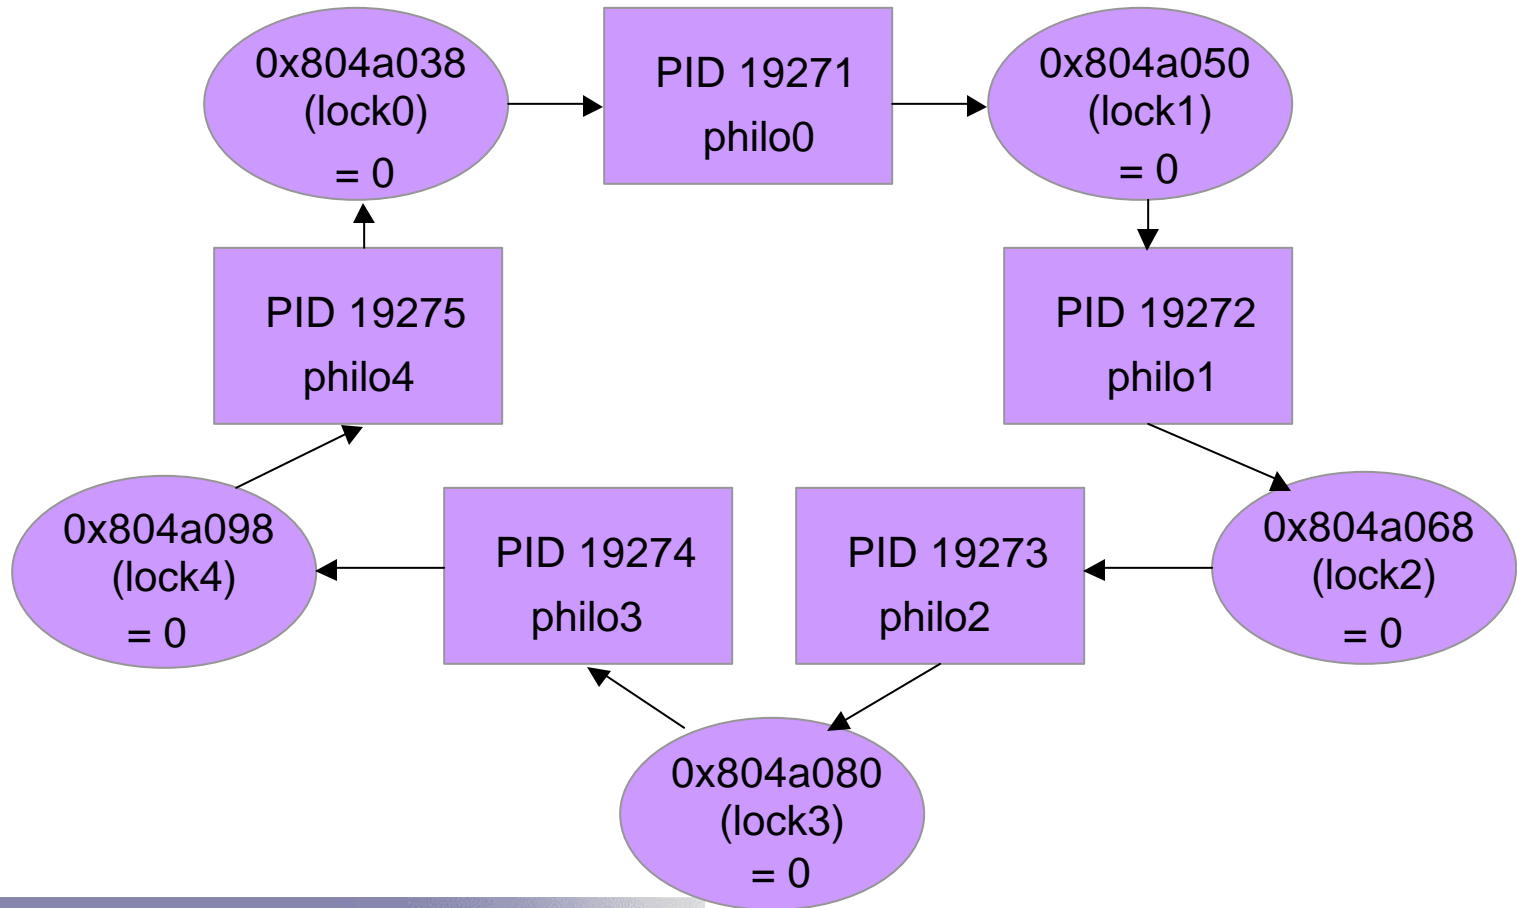 0x804a038
(lock0)
= 0
PID 19271
philo0
0x804a050
(lock1)
= 0
PID 19275
philo4
PID 19272
philo1
0x804a098
(lock4)
= 0
PID 19274
philo3
PID 19273
philo2
0x804a068
(lock2)
= 0
0x804a080
(lock3)
= 0